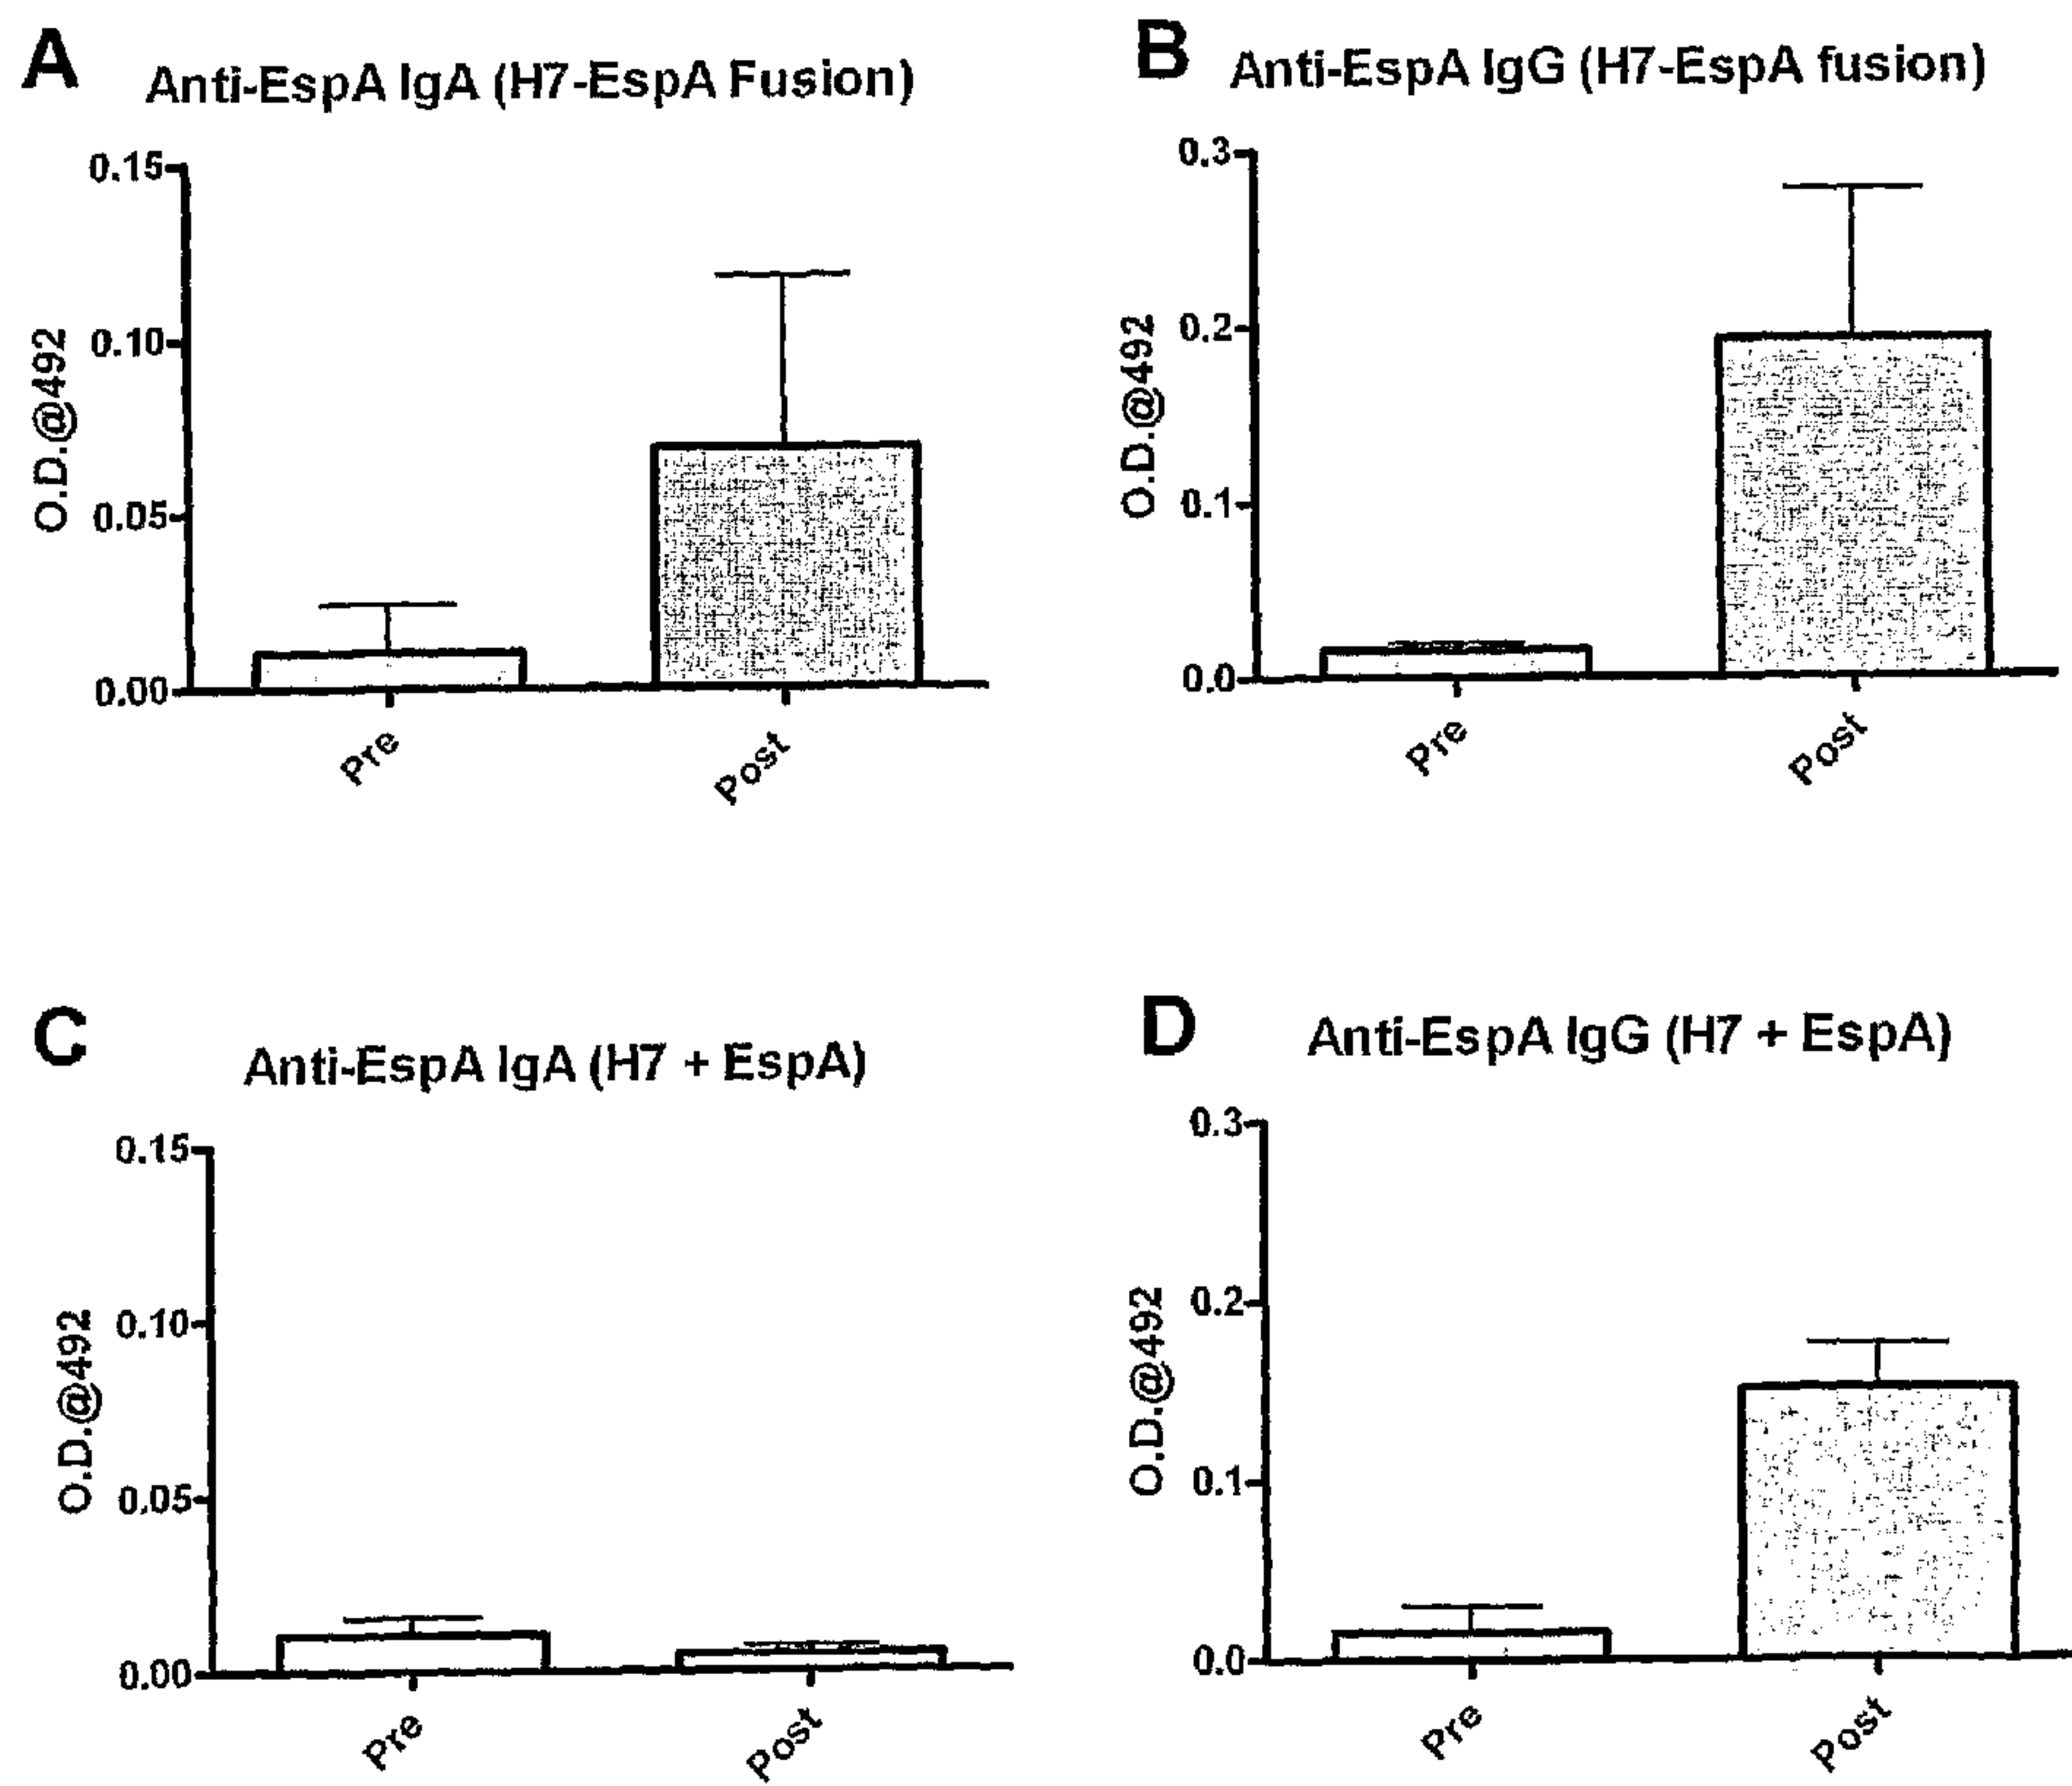 A
Anti-EspA IgA (H7-EspA Fusion)
0.15
0.10
0.05
0.00
O.D.@492
Pre
Post
B
Anti-EspA IgG (H7-EspA fusion)
0.3
0.2
0.1
0.0
O.D.@492
Pre
Post
C
Anti-EspA IgA (H7 + EspA)
0.15
0.10
0.05
0.00
O.D.@492
Pre
Post
D
Anti-EspA IgG (H7 + EspA)
0.3
0.2
0.1
0.0
O.D.@492
Pre
Post